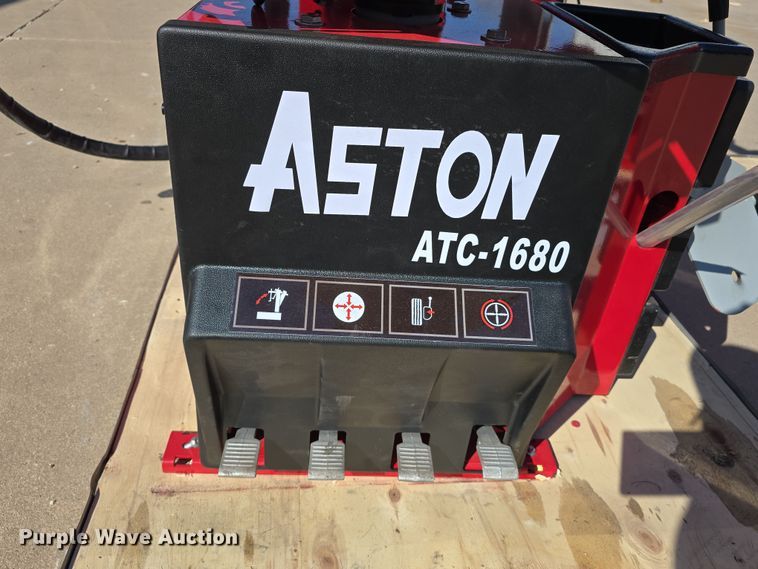 ASTON
ATC-1680
Purple Wave Auction